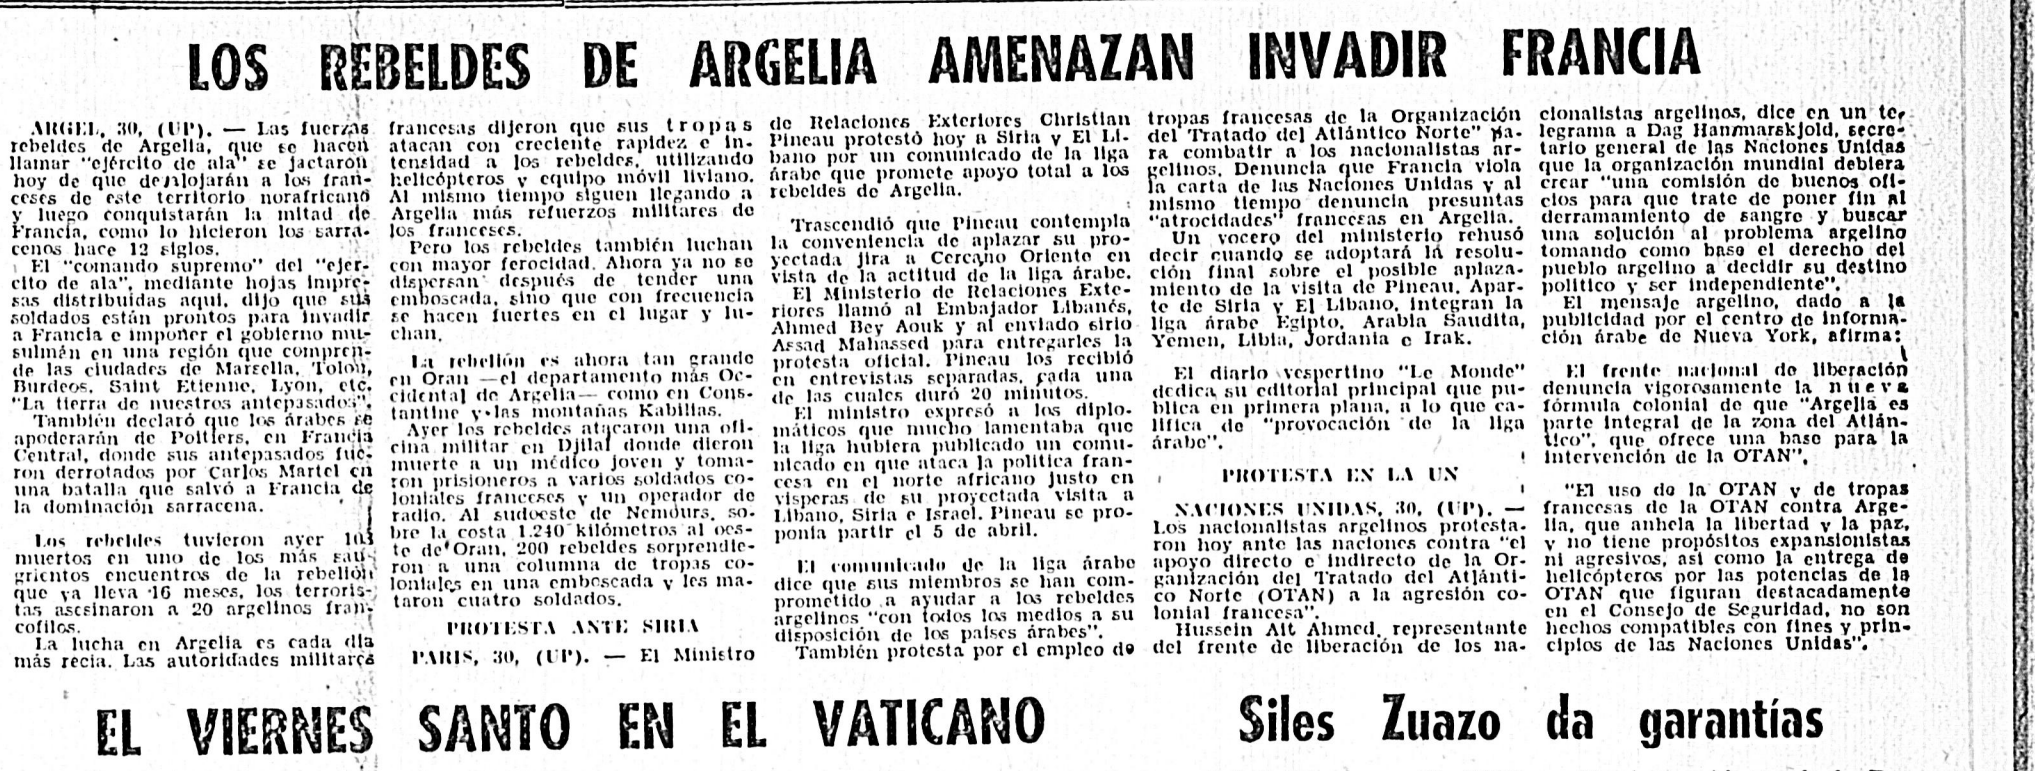 LOS REBELDES DE ARGELIA AMENAZAN INVADIR FRANCIA
ARGEL, 30, (UP). — Las fuerzas
rebeldes de Argelia, que se hacen
llamar "ejército de ala" se jactaron
hoy de que desalojarán a los fran-
ceses de este territorio norafricano
y luego conquistarán la mitad de
Francia, como lo hicieron los sarra-
cenos hace 12 siglos.
El "comando supremo" del "ejer-
cito de ala", mediante hojas impre-
sas distribuidas aquí, dijo que sus
soldados están prontos para invadir
a Francia e imponer el gobierno mu-
sulmán en una región que compren-
de las ciudades de Marsella, Tolón,
Burdeos, Saint Etienne, Lyon, etc.
"La tierra de nuestros antepasados".
También declaró que los árabes se
apoderarán de Poitiers, en Francia
Central, donde sus antepasados fue-
ron derrotados por Carlos Martel en
una batalla que salvó a Francia de
la dominación sarracena.
Los rebeldes tuvieron ayer 108
muertos en uno de los más san-
grientos encuentros de la rebelión
que ya lleva 16 meses, los terroris-
tas asesinaron a 20 argelinos fran-
cófilos.
La lucha en Argelia es cada día
más recia. Las autoridades militares
francesas dijeron que sus tropas
atacan con creciente rapidez e in-
tensidad a los rebeldes, utilizando
helicópteros y equipo móvil liviano.
Al mismo tiempo siguen llegando a
Argelia más refuerzos militares de
los franceses.
Pero los rebeldes también luchan
con mayor ferocidad. Ahora ya no se
dispersan después de tender una
emboscada, sino que con frecuencia
se hacen fuertes en el lugar y lu-
chan.
La rebelión es ahora tan grande
en Oran —el departamento más Oc-
cidental de Argelia— como en Cons-
tantine y las montañas Kabilias.
Ayer los rebeldes atacaron una ofi-
cina militar en Djilaf donde dieron
muerte a un médico joven y toma-
ron prisioneros a varios soldados co-
loniales franceses y un operador de
radio. Al sudoeste de Nemours, so-
bre la costa 1.240 kilómetros al oes-
te de Oran, 200 rebeldes sorprendie-
ron a una columna de tropas co-
loniales en una emboscada y les ma-
taron cuatro soldados.
PROTESTA ANTE SIRIA
PARIS, 30, (UP). — El Ministro
de Relaciones Exteriores Christian
Pineau protestó hoy a Siria y El Lí-
bano por un comunicado de la liga
árabe que promete apoyo total a los
rebeldes de Argelia.
Trascendió que Pineau contempla
la conveniencia de aplazar su pro-
yectada jira a Cercano Oriente en
vista de la actitud de la liga árabe.
El Ministerio de Relaciones Exte-
riores llamó al Embajador Libanés,
Ahmed Bey Aouk y al enviado sirio
Assad Mahassed para entregarles la
protesta oficial. Pineau los recibió
en entrevistas separadas, cada una
de las cuales duró 20 minutos.
El ministro expresó a los diplo-
máticos que mucho lamentaba que
la liga hubiera publicado un comu-
nicado en que ataca la política fran-
cesa en el norte africano justo en
vísperas de su proyectada visita a
Líbano, Siria e Israel. Pineau se pro-
ponía partir el 5 de abril.
El comunicado de la liga árabe
dice que sus miembros se han com-
prometido a ayudar a los rebeldes
argelinos "con todos los medios a su
disposición de los países árabes".
También protesta por el empleo de
tropas francesas de la Organización
del Tratado del Atlántico Norte" pa-
ra combatir a los nacionalistas ar-
gelinos. Denuncia que Francia viola
la carta de las Naciones Unidas y al
mismo tiempo denuncia presuntas
"atrocidades" francesas en Argelia.
Un vocero del ministerio rehusó
decir cuando se adoptará la resolu-
ción final sobre el posible aplaza-
miento de la visita de Pineau. Apar-
te de Siria y El Líbano, integran la
liga árabe Egipto, Arabia Saudita,
Yemen, Libia, Jordania e Irak.
El diario vespertino "Le Monde"
dedica su editorial principal que pu-
blica en primera plana, a lo que ca-
lifica de "provocación de la liga
árabe".
PROTESTA EN LA UN
NACIONES UNIDAS, 30, (UP). —
Los nacionalistas argelinos protesta-
ron hoy ante las naciones contra "el
apoyo directo e indirecto de la Or-
ganización del Tratado del Atlánti-
co Norte (OTAN) a la agresión co-
lonial francesa".
Hussein Ait Ahmed, representante
del frente de liberación de los na-
cionalistas argelinos, dice en un te-
legrama a Dag Hammarskjold, secre-
tario general de las Naciones Unidas
que la organización mundial debiera
crear "una comisión de buenos ofi-
cios para que trate de poner fin al
derramamiento de sangre y buscar
una solución al problema argelino
tomando como base el derecho del
pueblo argelino a decidir su destino
político y ser independiente".
El mensaje argelino, dado a la
publicidad por el centro de informa-
ción árabe de Nueva York, afirma:
El frente nacional de liberación
denuncia vigorosamente la nueva
fórmula colonial de que "Argelia es
parte integral de la zona del Atlán-
tico", que ofrece una base para la
intervención de la OTAN".
"El uso de la OTAN y de tropas
francesas de la OTAN contra Arge-
lia, que anhela la libertad y la paz,
y no tiene propósitos expansionistas
ni agresivos, así como la entrega de
helicópteros por las potencias de la
OTAN que figuran destacadamente
en el Consejo de Seguridad, no son
hechos compatibles con fines y prin-
cipios de las Naciones Unidas".
EL VIERNES SANTO EN EL VATICANO
Siles Zuazo da garantías